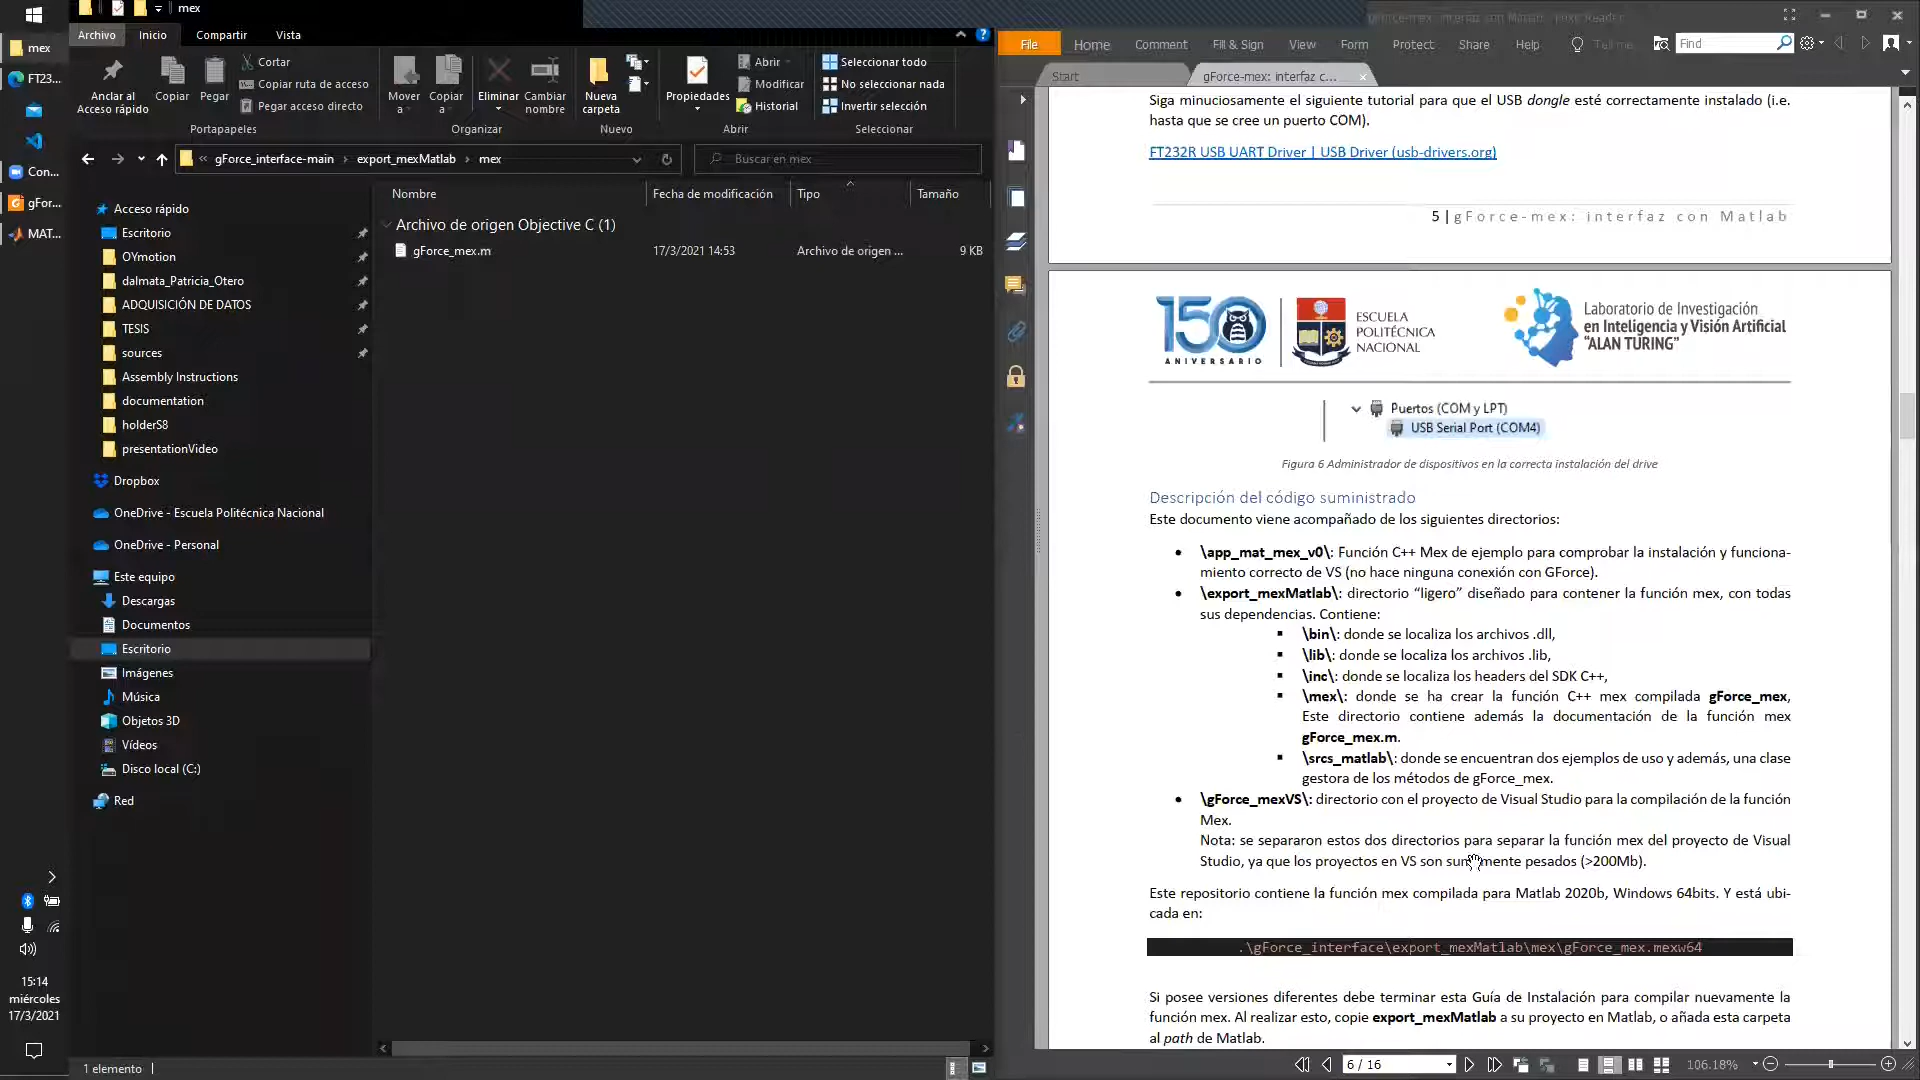 mex
Archivo
Inicio
Compartir
Vista
Anclar al
Acceso rápido
Copiar
Pegar
Cortar
Copiar ruta de acceso
Pegar acceso directo
Portapapeles
Mover
a
Copiar
a
Eliminar
Cambiar
nombre
Organizar
Nueva
carpeta
Nuevo
Propiedades
Abrir
Modificar
Historial
Abrir
Seleccionar todo
No seleccionar nada
Invertir selección
Seleccionar
« gForce_interface-main › export_mexMatlab › mex
Buscar en mex
Nombre
Fecha de modificación
Tipo
Tamaño
Archivo de origen Objective C (1)
gForce_mex.m
17/3/2021 14:53
Archivo de origen ...
9 KB
Acceso rápido
Escritorio
OYmotion
dalmata_Patricia_Otero
ADQUISICIÓN DE DATOS
TESIS
sources
Assembly Instructions
documentation
holderS8
presentationVideo
Dropbox
OneDrive - Escuela Politécnica Nacional
OneDrive - Personal
Este equipo
Descargas
Documentos
Escritorio
Imágenes
Música
Objetos 3D
Vídeos
Disco local (C:)
Red
1 elemento
mex
FT23...
Con...
gFor...
MAT...
15:14
miércoles
17/3/2021
File
Home
Comment
Fill & Sign
View
Form
Protect
Share
Help
Tell me
Find
Start
gForce-mex: interfaz c...
Siga minuciosamente el siguiente tutorial para que el USB dongle esté correctamente instalado (i.e.
hasta que se cree un puerto COM).
FT232R USB UART Driver | USB Driver (usb-drivers.org)
5 | gForce-mex: interfaz con Matlab
150
ANIVERSARIO
ESCUELA
POLITÉCNICA
NACIONAL
Laboratorio de Investigación
en Inteligencia y Visión Artificial
"ALAN TURING"
Puertos (COM y LPT)
USB Serial Port (COM4)
Figura 6 Administrador de dispositivos en la correcta instalación del drive
Descripción del código suministrado
Este documento viene acompañado de los siguientes directorios:
• \app_mat_mex_v0\: Función C++ Mex de ejemplo para comprobar la instalación y funciona-
miento correcto de VS (no hace ninguna conexión con GForce).
• \export_mexMatlab\: directorio “ligero” diseñado para contener la función mex, con todas
sus dependencias. Contiene:
▪ \bin\: donde se localiza los archivos .dll,
▪ \lib\: donde se localiza los archivos .lib,
▪ \inc\: donde se localiza los headers del SDK C++,
▪ \mex\: donde se ha crear la función C++ mex compilada gForce_mex,
Este directorio contiene además la documentación de la función mex
gForce_mex.m.
▪ \srcs_matlab\: donde se encuentran dos ejemplos de uso y además, una clase
gestora de los métodos de gForce_mex.
• \gForce_mexVS\: directorio con el proyecto de Visual Studio para la compilación de la función
Mex.
Nota: se separaron estos dos directorios para separar la función mex del proyecto de Visual
Studio, ya que los proyectos en VS son sumamente pesados (>200Mb).
Este repositorio contiene la función mex compilada para Matlab 2020b, Windows 64bits. Y está ubi-
cada en:
.\gForce_interface\export_mexMatlab\mex\gForce_mex.mexw64
Si posee versiones diferentes debe terminar esta Guía de Instalación para compilar nuevamente la
función mex. Al realizar esto, copie export_mexMatlab a su proyecto en Matlab, o añada esta carpeta
al path de Matlab.
6 / 16
106.18%